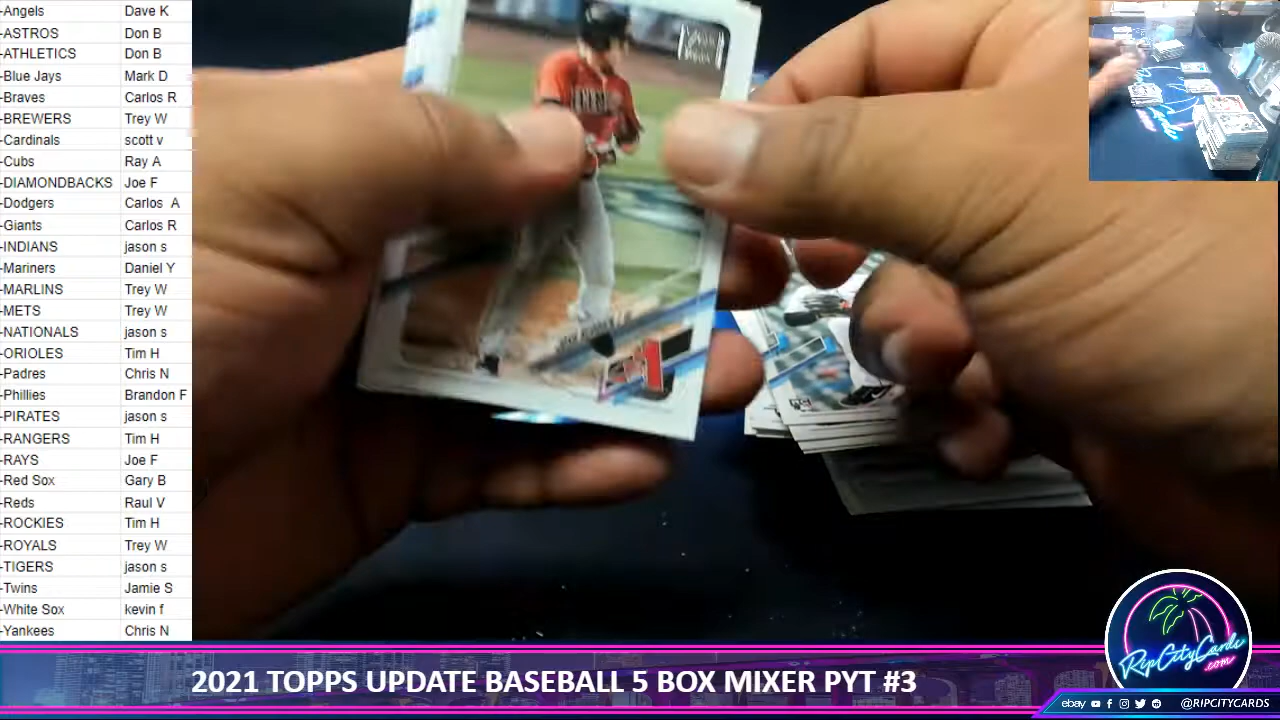 -Angels Dave K
-ASTROS Don B
-ATHLETICS Don B
-Blue Jays Mark D
-Braves Carlos R
-BREWERS Trey W
-Cardinals scott v
-Cubs Ray A
-DIAMONDBACKS Joe F
-Dodgers Carlos A
-Giants Carlos R
-INDIANS jason s
-Mariners Daniel Y
-MARLINS Trey W
-METS Trey W
-NATIONALS jason s
-ORIOLES Tim H
-Padres Chris N
-Phillies Brandon F
-PIRATES jason s
-RANGERS Tim H
-RAYS Joe F
-Red Sox Gary B
-Reds Raul V
-ROCKIES Tim H
-ROYALS Trey W
-TIGERS jason s
-Twins Jamie S
-White Sox kevin f
-Yankees Chris N
RipCityCards
.com
2021 TOPPS UPDATE BASEBALL 5 BOX MIXER PYT #3
ebay @RIPCITYCARDS